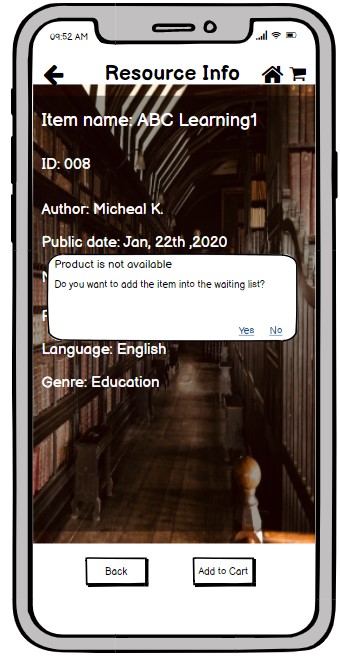 09:52 AM
Resource Info
Item name: ABC Learning1
ID: 008
Author: Micheal K.
Public date: Jan, 22th ,2020
Product is not available
Do you want to add the item into the waiting list?
Yes No
Language: English
Genre: Education
Back Add to Cart